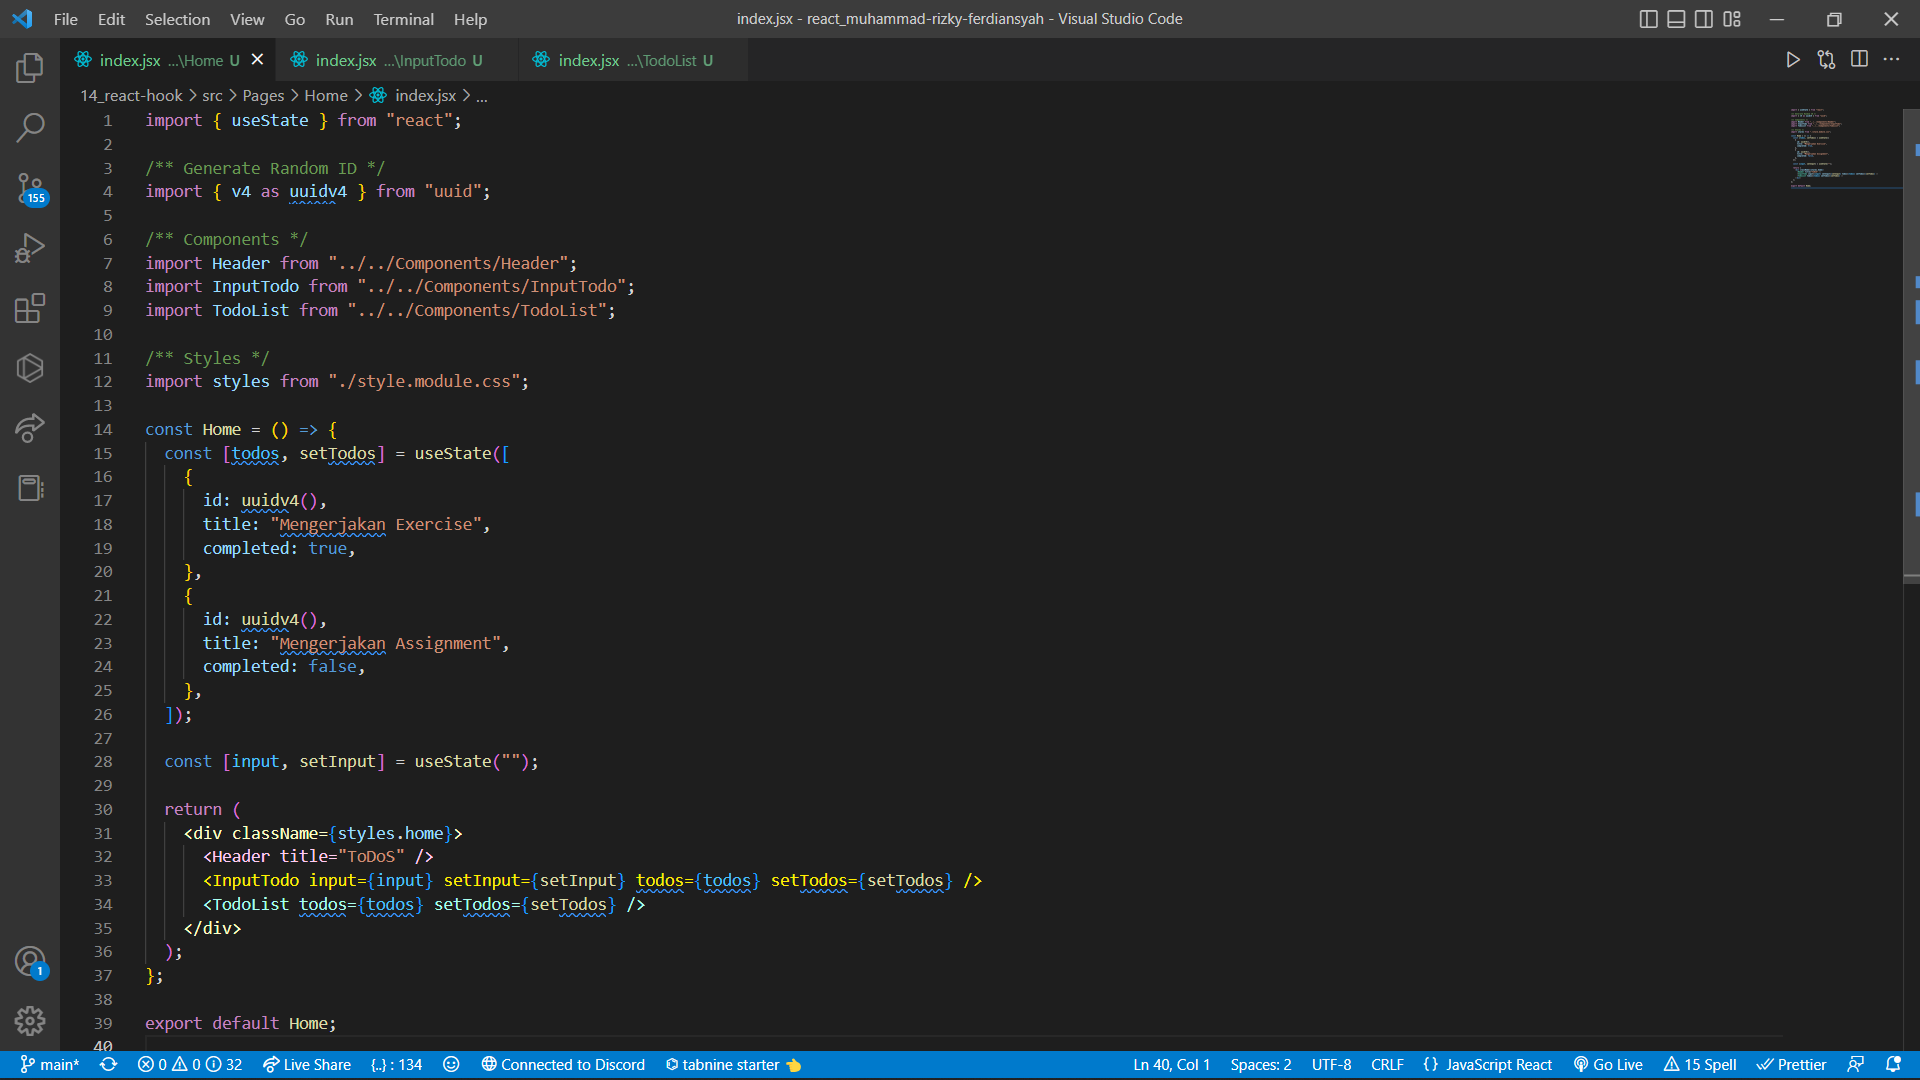 File Edit Selection View Go Run Terminal Help index.jsx - react_muhammad-rizky-ferdiansyah - Visual Studio Code
index.jsx ...\Home U index.jsx ...\InputTodo U index.jsx ...\TodoList U
14_react-hook > src > Pages > Home > index.jsx > ...
1 import { useState } from "react";
2
3 /** Generate Random ID */
4 import { v4 as uuidv4 } from "uuid";
5
6 /** Components */
7 import Header from "../../Components/Header";
8 import InputTodo from "../../Components/InputTodo";
9 import TodoList from "../../Components/TodoList";
10
11 /** Styles */
12 import styles from "./style.module.css";
13
14 const Home = () => {
15   const [todos, setTodos] = useState([
16     {
17       id: uuidv4(),
18       title: "Mengerjakan Exercise",
19       completed: true,
20     },
21     {
22       id: uuidv4(),
23       title: "Mengerjakan Assignment",
24       completed: false,
25     },
26   ]);
27
28   const [input, setInput] = useState("");
29
30   return (
31     <div className={styles.home}>
32       <Header title="ToDoS" />
33       <InputTodo input={input} setInput={setInput} todos={todos} setTodos={setTodos} />
34       <TodoList todos={todos} setTodos={setTodos} />
35     </div>
36   );
37 };
38
39 export default Home;
40
155
1
main* 0 0 32 Live Share {..} : 134 Connected to Discord tabnine starter 👈 Ln 40, Col 1 Spaces: 2 UTF-8 CRLF {} JavaScript React Go Live 15 Spell Prettier